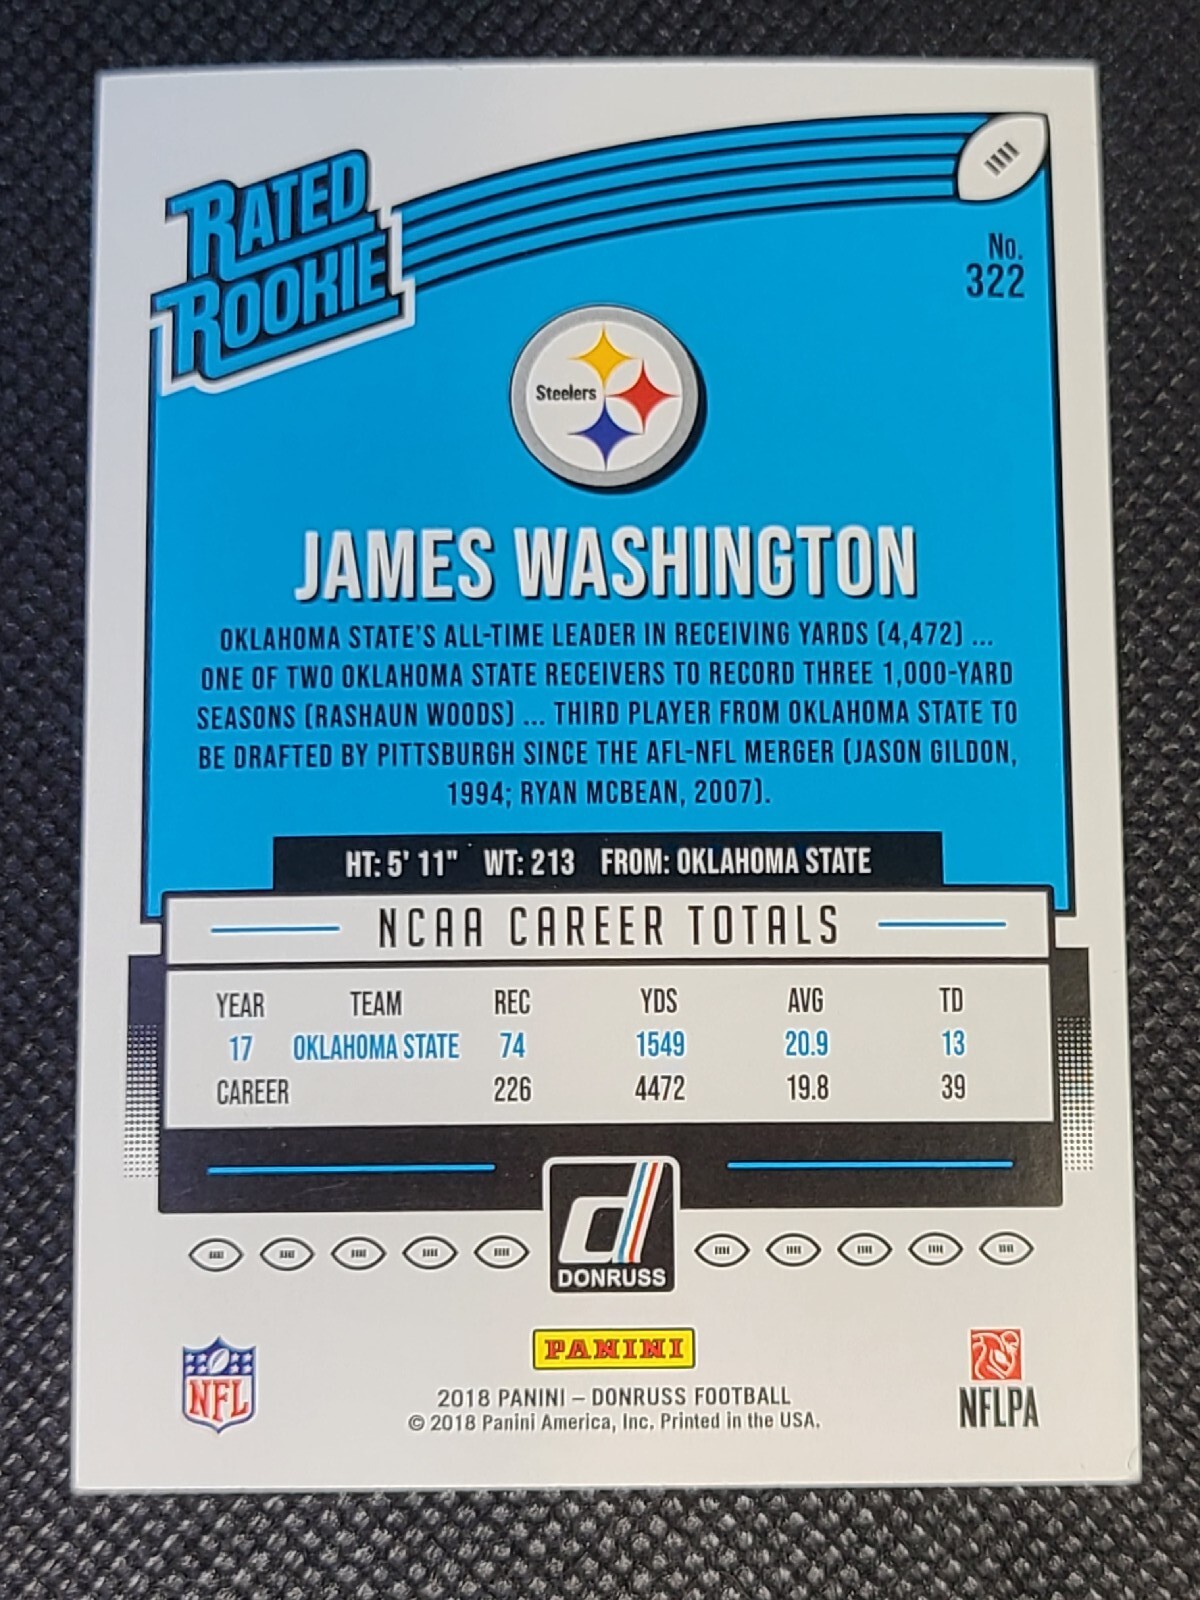 RATED
ROOKIE
No.
322
Steelers
JAMES WASHINGTON
OKLAHOMA STATE'S ALL-TIME LEADER IN RECEIVING YARDS (4,472) ...
ONE OF TWO OKLAHOMA STATE RECEIVERS TO RECORD THREE 1,000-YARD
SEASONS (RASHAUN WOODS) ... THIRD PLAYER FROM OKLAHOMA STATE TO
BE DRAFTED BY PITTSBURGH SINCE THE AFL-NFL MERGER (JASON GILDON,
1994; RYAN MCBEAN, 2007).
HT: 5' 11" WT: 213 FROM: OKLAHOMA STATE
NCAA CAREER TOTALS
YEAR TEAM REC YDS AVG TD
17 OKLAHOMA STATE 74 1549 20.9 13
CAREER 226 4472 19.8 39
d
DONRUSS
PANINI
NFL
2018 PANINI – DONRUSS FOOTBALL
© 2018 Panini America, Inc. Printed in the USA.
NFLPA